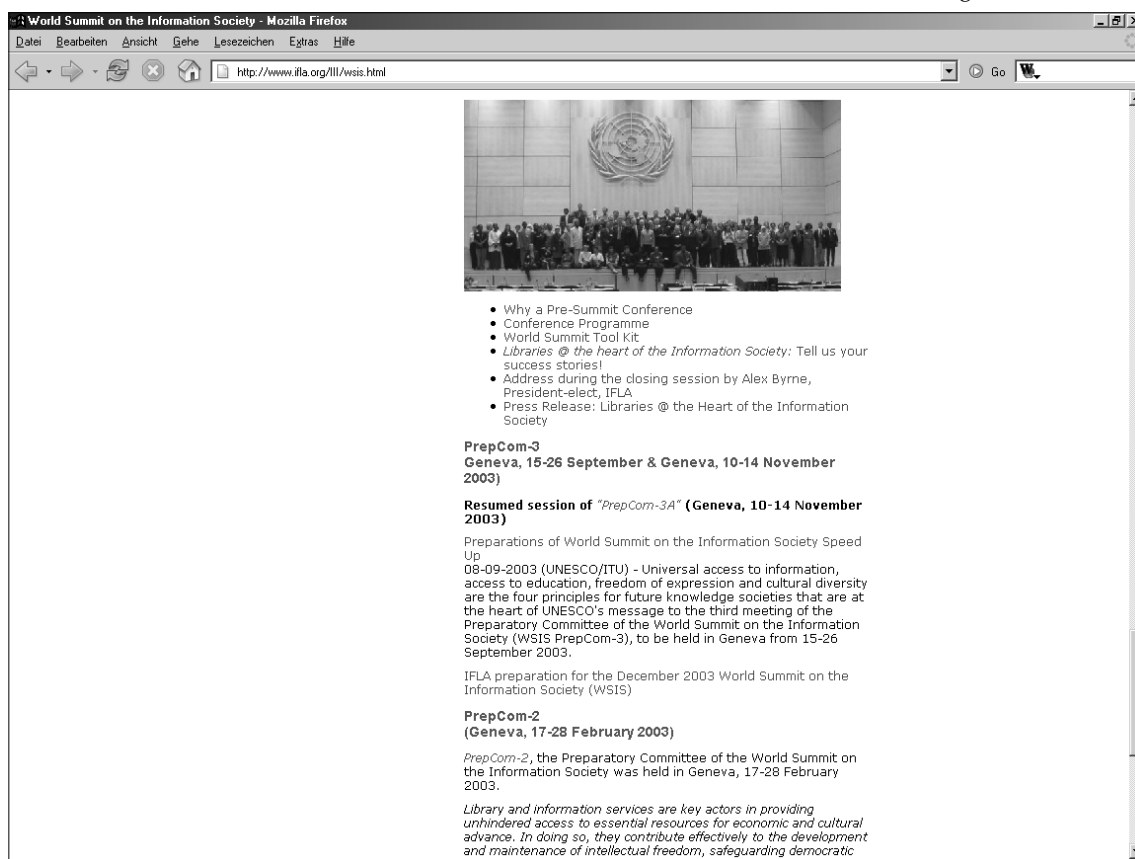 World Summit on the Information Society - Mozilla Firefox
Datei Bearbeiten Ansicht Gehe Lesezeichen Extras Hilfe
http://www.ifla.org/III/wsis.html Go W
• Why a Pre-Summit Conference
• Conference Programme
• World Summit Tool Kit
• Libraries @ the heart of the Information Society: Tell us your
success stories!
• Address during the closing session by Alex Byrne,
President-elect, IFLA
• Press Release: Libraries @ the Heart of the Information
Society
PrepCom-3
Geneva, 15-26 September & Geneva, 10-14 November
2003)
Resumed session of "PrepCom-3A" (Geneva, 10-14 November
2003)
Preparations of World Summit on the Information Society Speed
Up
08-09-2003 (UNESCO/ITU) - Universal access to information,
access to education, freedom of expression and cultural diversity
are the four principles for future knowledge societies that are at
the heart of UNESCO's message to the third meeting of the
Preparatory Committee of the World Summit on the Information
Society (WSIS PrepCom-3), to be held in Geneva from 15-26
September 2003.
IFLA preparation for the December 2003 World Summit on the
Information Society (WSIS)
PrepCom-2
(Geneva, 17-28 February 2003)
PrepCom-2, the Preparatory Committee of the World Summit on
the Information Society was held in Geneva, 17-28 February
2003.
Library and information services are key actors in providing
unhindered access to essential resources for economic and cultural
advance. In doing so, they contribute effectively to the development
and maintenance of intellectual freedom, safeguarding democratic